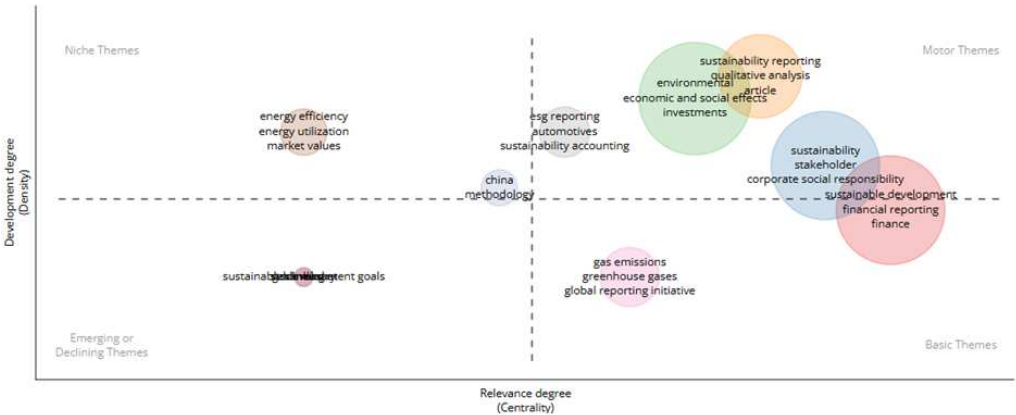 Niche Themes
Motor Themes
sustainability reporting
qualitative analysis
article
environmental
economic and social effects
investments
energy efficiency
energy utilization
market values
esg reporting
automotives
sustainability accounting
sustainability
stakeholder
corporate social responsibility
china
methodology
sustainable development
financial reporting
finance
gas emissions
greenhouse gases
global reporting initiative
goals
Emerging or
Declining Themes
Basic Themes
Development degree
(Density)
Relevance degree
(Centrality)